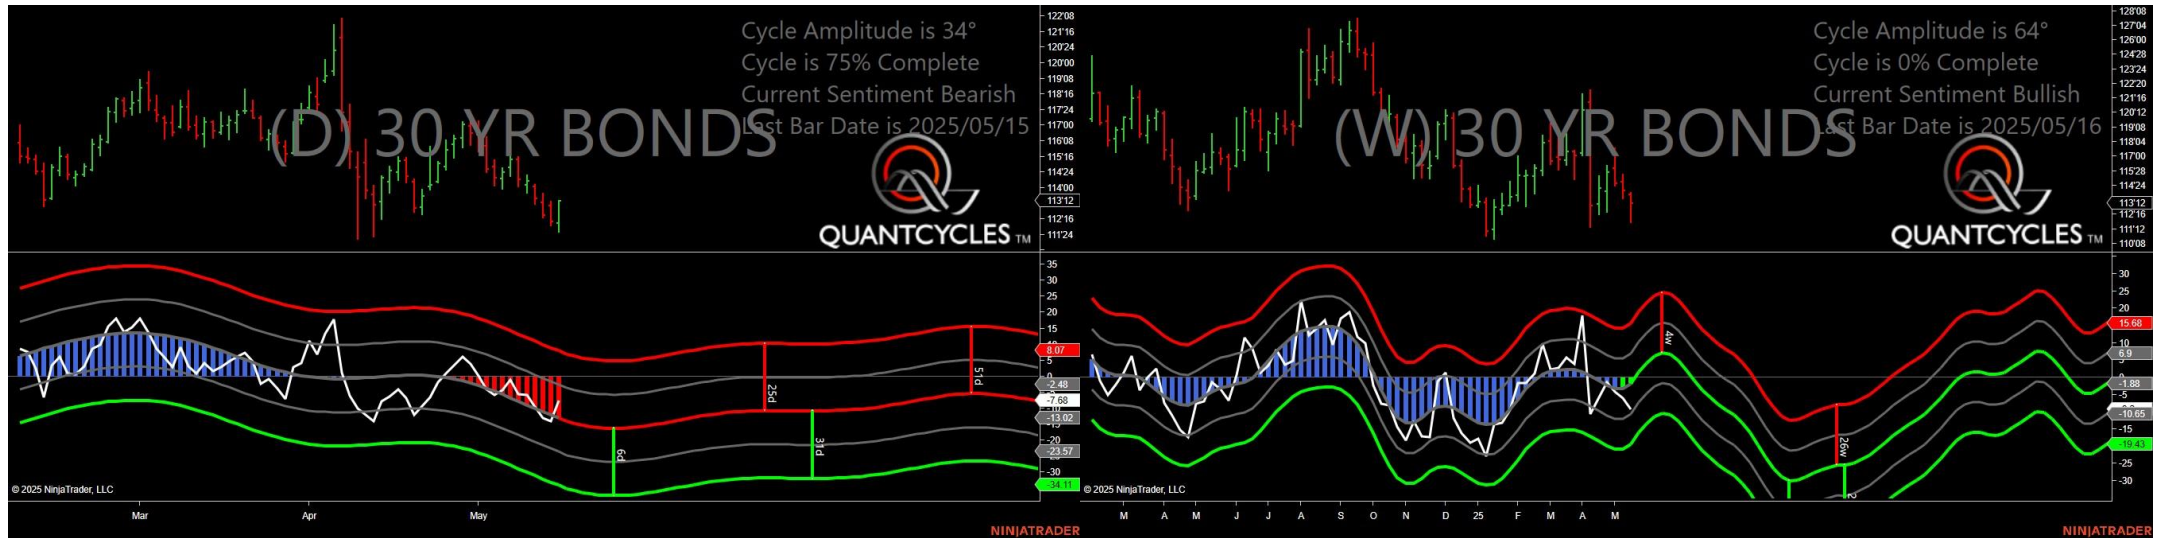 Cycle Amplitude is 34°
Cycle is 75% Complete
Current Sentiment Bearish
Last Bar Date is 2025/05/15
(D) 30 YR BONDS
QUANTCYCLES TM
122'08
121'16
120'24
120'00
119'08
118'16
117'24
117'00
116'08
115'16
114'24
114'00
113'12
112'16
111'24
35
30
25
20
15
8.07
5
0
-2.48
-7.68
-13.02
-15
-20
-23.57
-30
-34.11
6d
25d
31d
51d
© 2025 NinjaTrader, LLC
Mar
Apr
May
NINJATRADER
Cycle Amplitude is 64°
Cycle is 0% Complete
Current Sentiment Bullish
Last Bar Date is 2025/05/16
(W) 30 YR BONDS
QUANTCYCLES TM
128'08
127'04
126'00
124'28
123'24
122'20
121'16
120'12
119'08
118'04
117'00
115'28
114'24
113'12
112'16
111'12
110'08
30
25
20
15.68
6.9
0
-1.88
-5
-10.65
-15
-19.43
-25
-30
4w
26w
2
© 2025 NinjaTrader, LLC
M A M J J A S O N D 25 F M A M
NINJATRADER